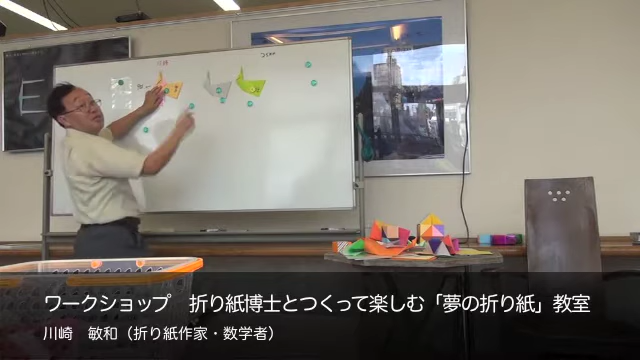 ワークショップ　折り紙博士とつくって楽しむ「夢の折り紙」教室
川崎　敏和（折り紙作家・数学者）